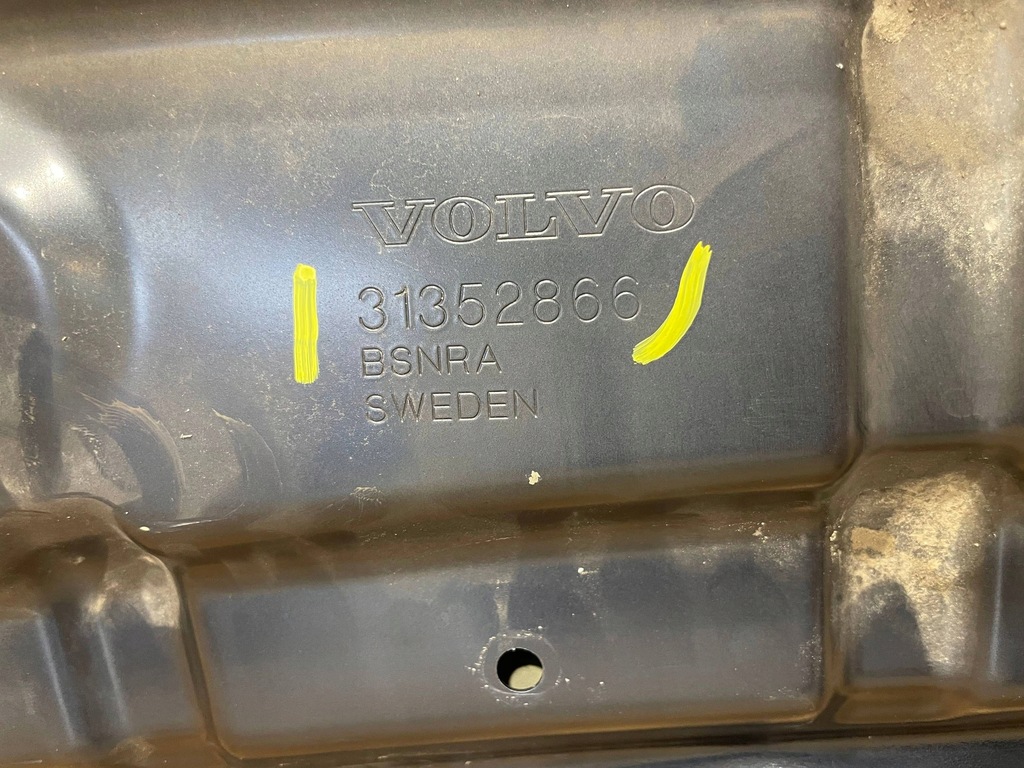 VOLVO
31352866
BSNRA
SWEDEN